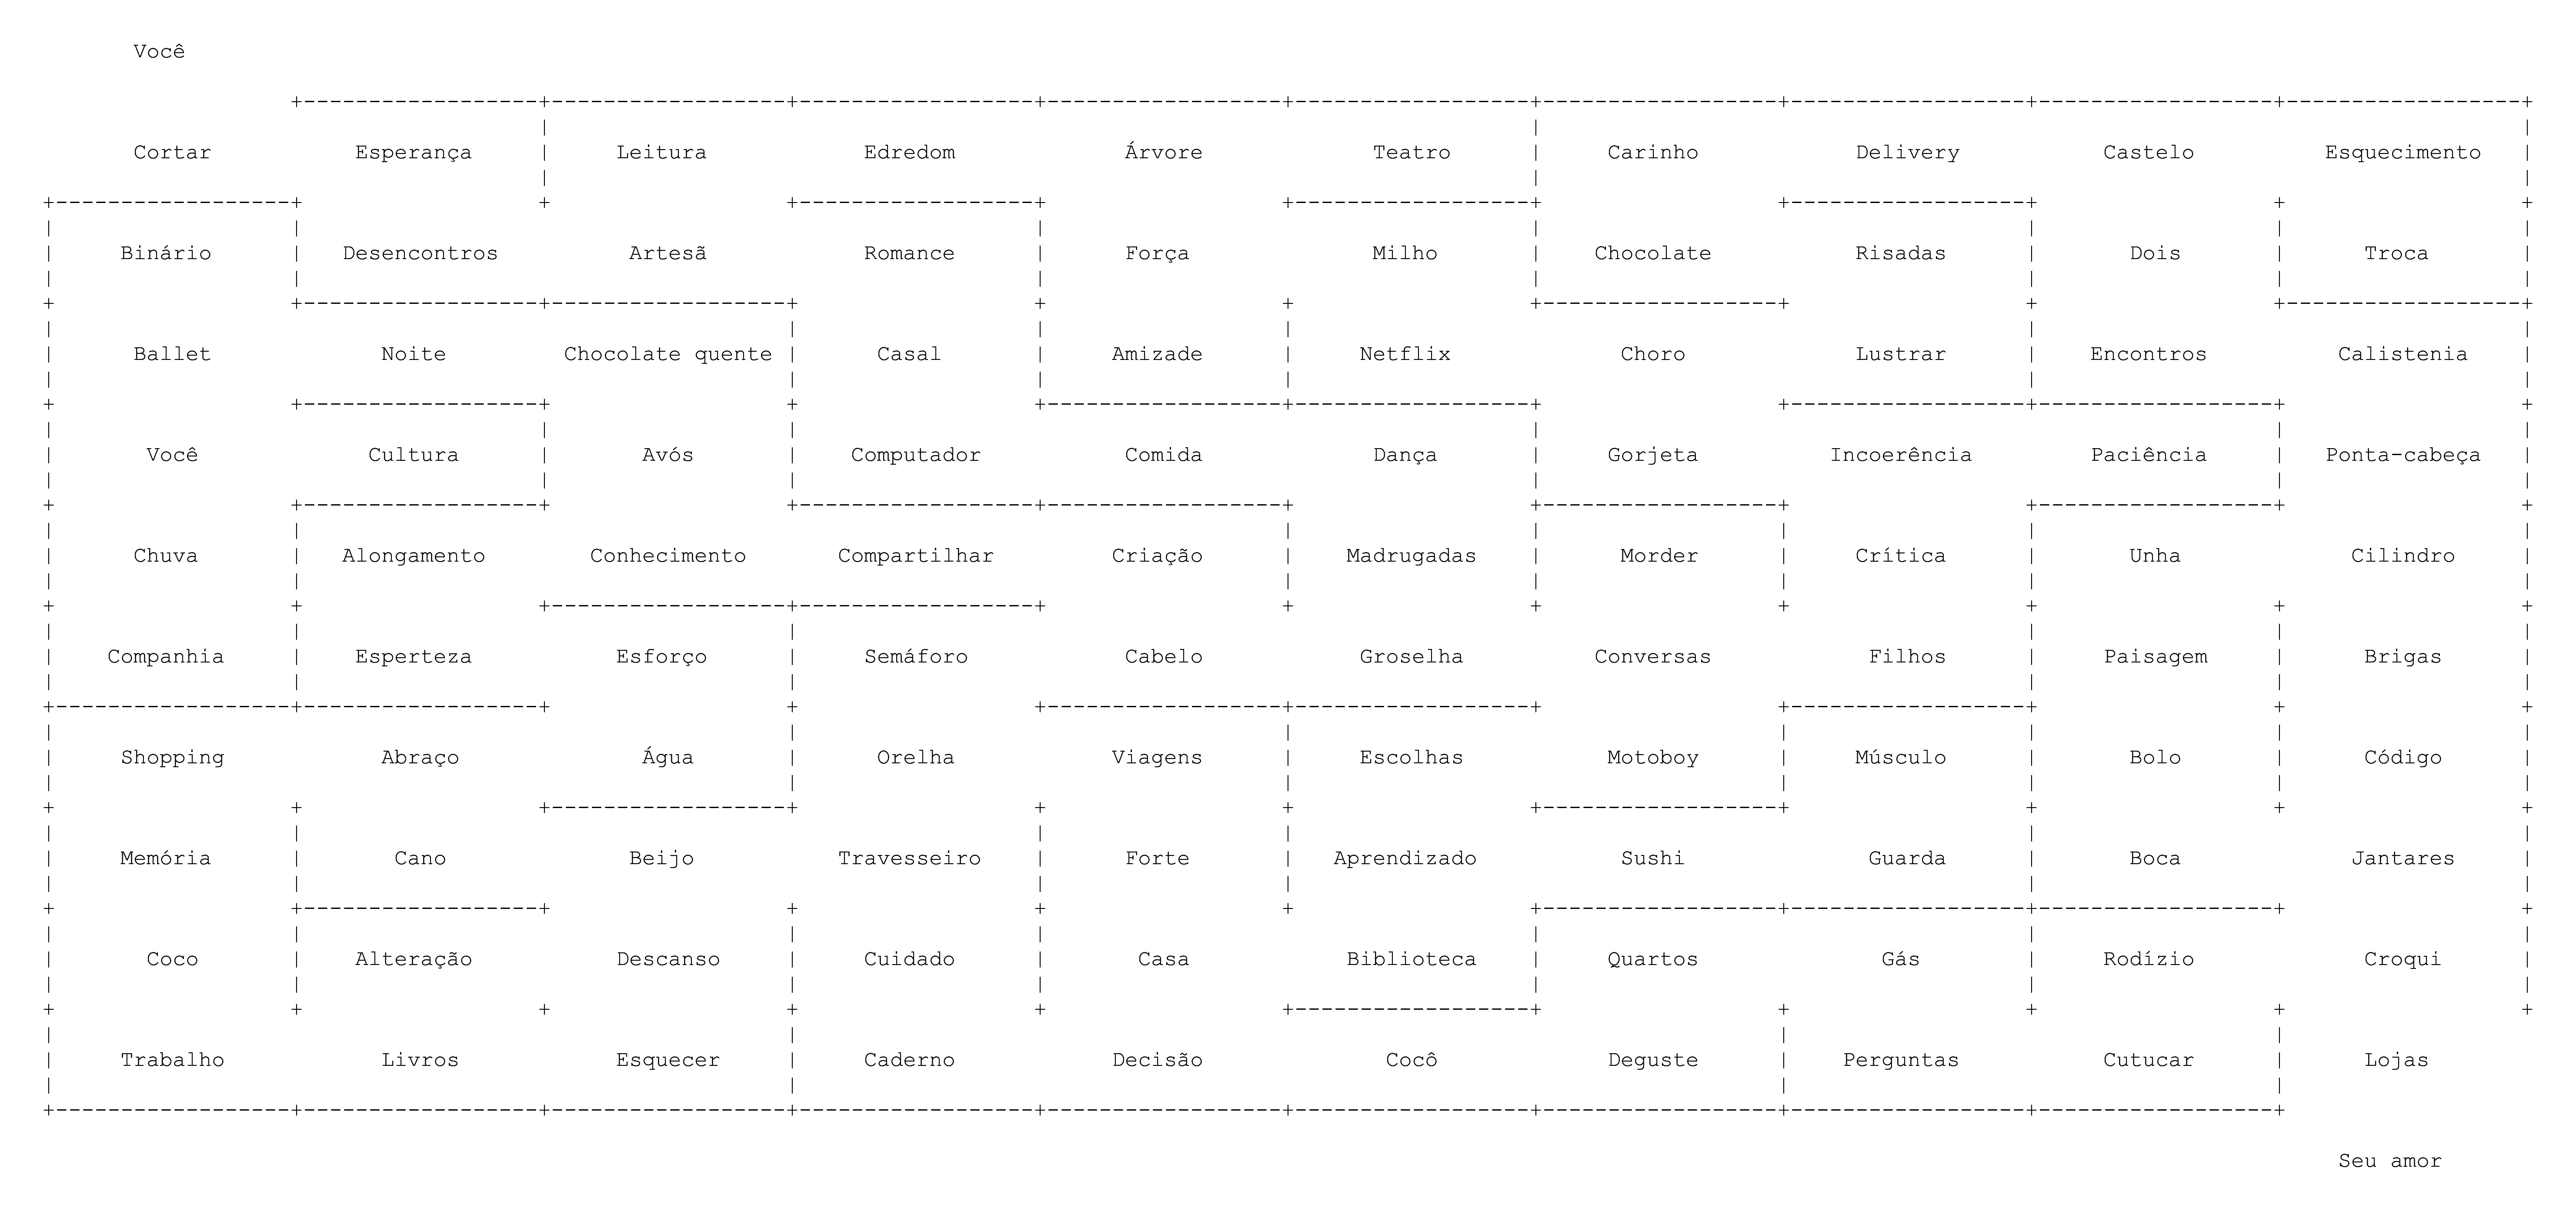 Você
Cortar Esperança Leitura Edredom Árvore Teatro Carinho Delivery Castelo Esquecimento
Binário Desencontros Artesã Romance Força Milho Chocolate Risadas Dois Troca
Ballet Noite Chocolate quente Casal Amizade Netflix Choro Lustrar Encontros Calistenia
Você Cultura Avós Computador Comida Dança Gorjeta Incoerência Paciência Ponta-cabeça
Chuva Alongamento Conhecimento Compartilhar Criação Madrugadas Morder Crítica Unha Cilindro
Companhia Esperteza Esforço Semáforo Cabelo Groselha Conversas Filhos Paisagem Brigas
Shopping Abraço Água Orelha Viagens Escolhas Motoboy Músculo Bolo Código
Memória Cano Beijo Travesseiro Forte Aprendizado Sushi Guarda Boca Jantares
Coco Alteração Descanso Cuidado Casa Biblioteca Quartos Gás Rodízio Croqui
Trabalho Livros Esquecer Caderno Decisão Cocô Deguste Perguntas Cutucar Lojas
Seu amor